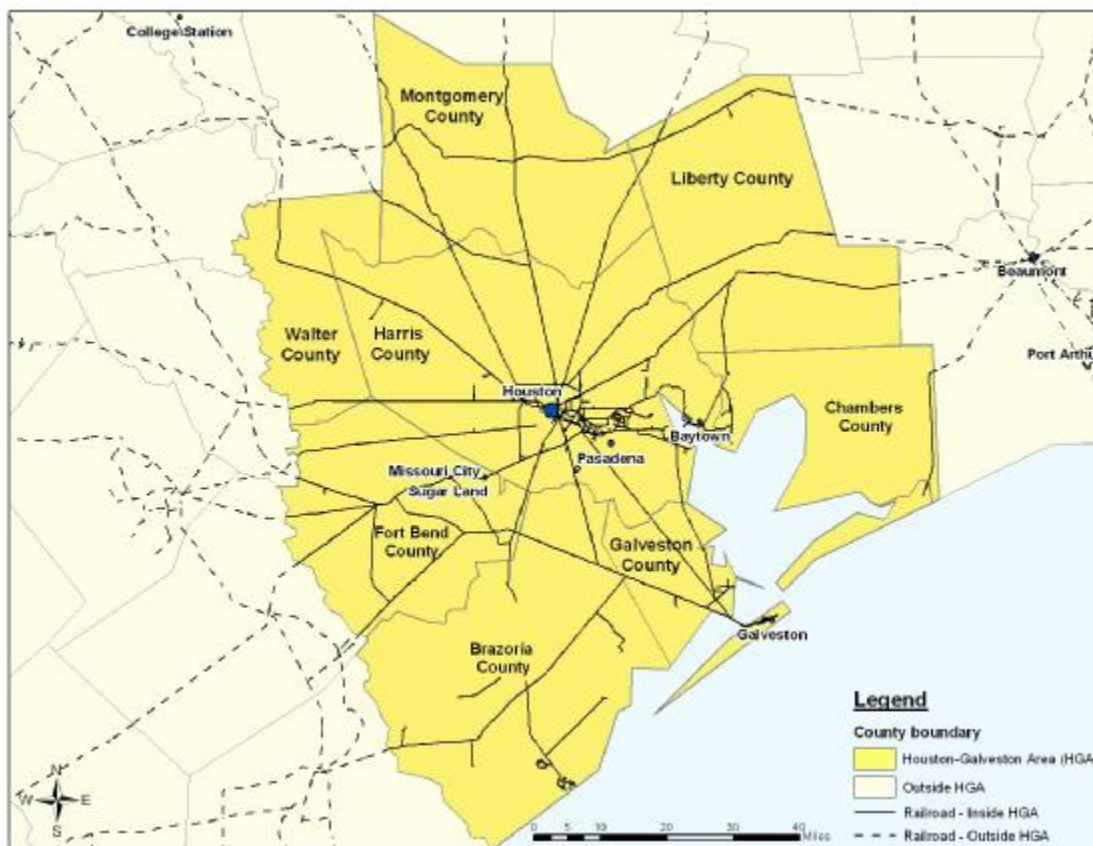 College Station
Montgomery
County
Liberty County
Beaumont
Walter
County
Harris
County
Port Arthu
Houston
Chambers
County
Baytown
Pasadena
Missouri City
Sugar Land
Fort Bend
County
Galveston
County
Galveston
Brazoria
County
Legend
County boundary
Houston-Galveston Area (HGA
Outside HGA
Railroad - Inside HGA
Railroad - Outside HGA
N
W E
S
0 5 10 20 30 40
Miles